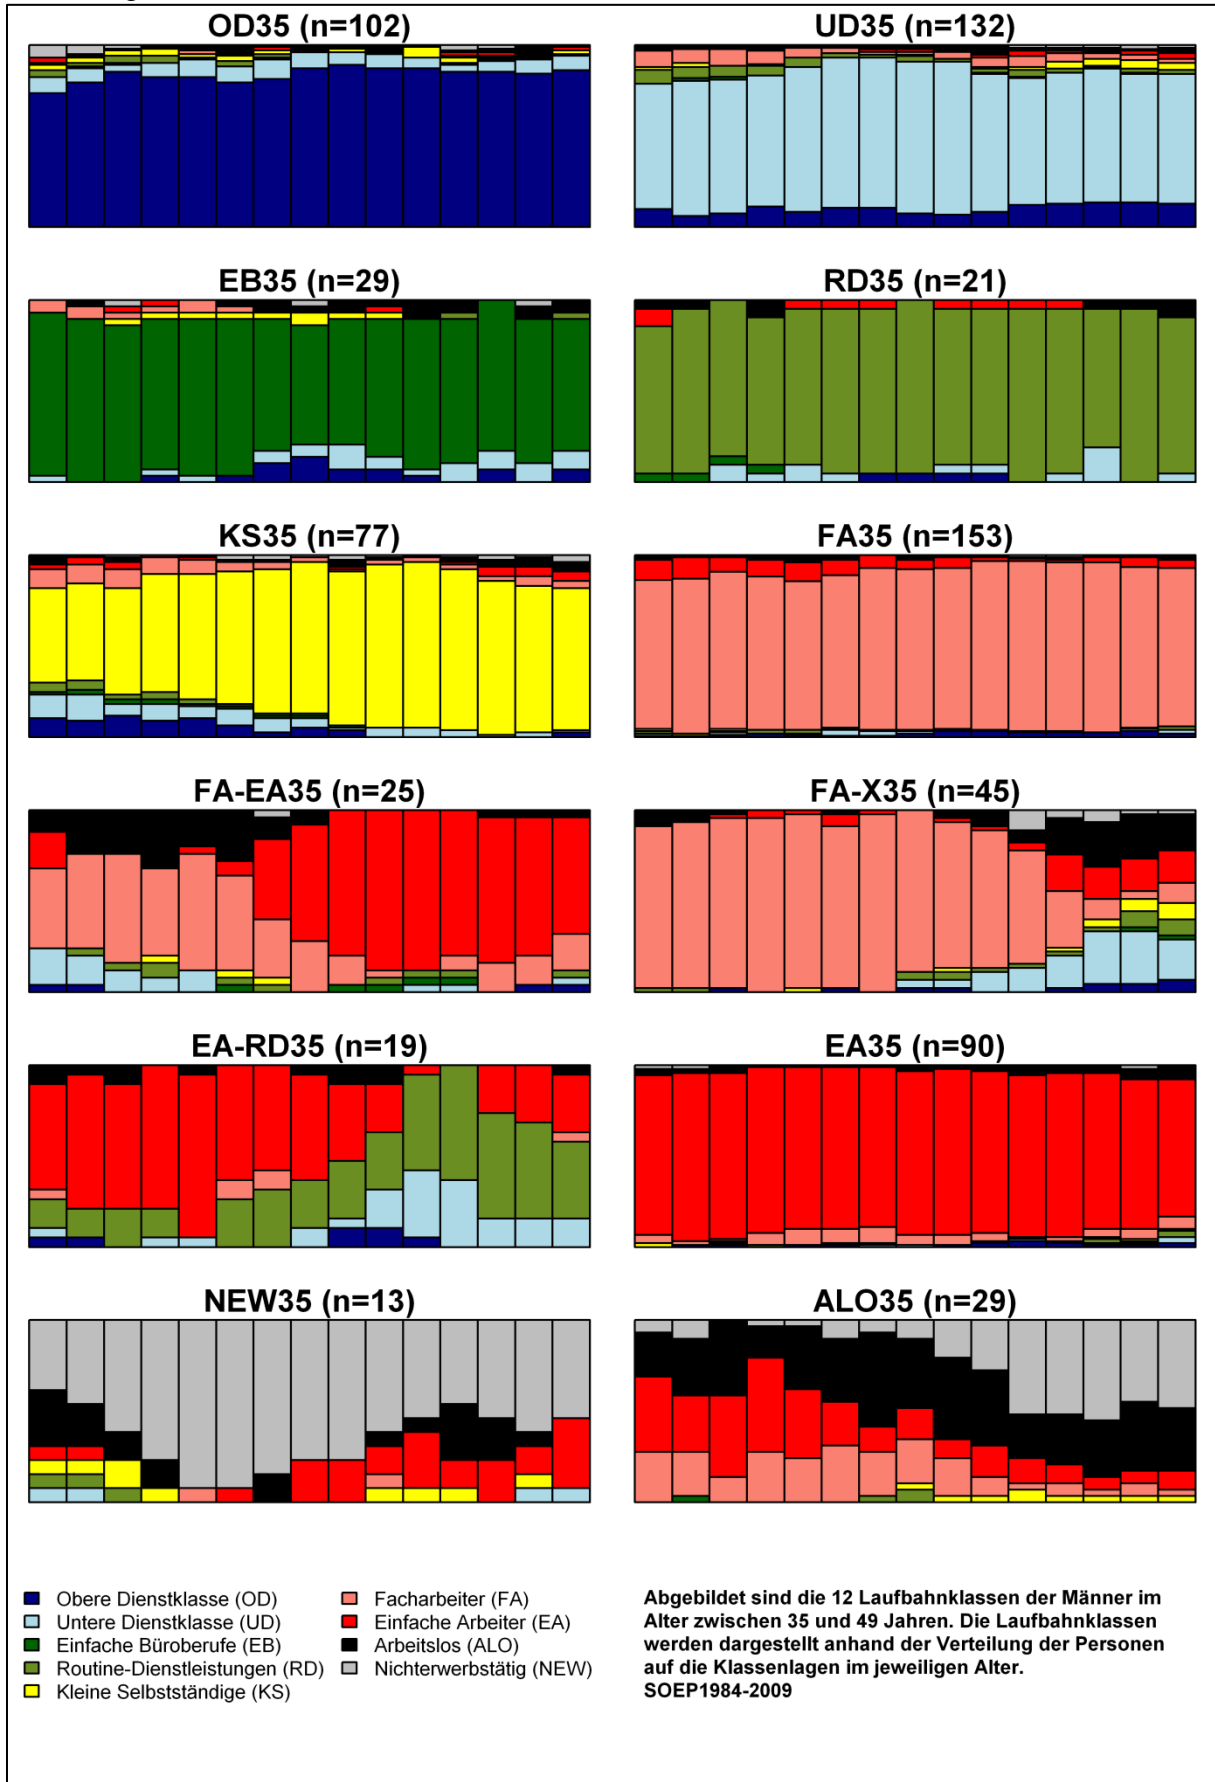 OD35 (n=102)
UD35 (n=132)
EB35 (n=29)
RD35 (n=21)
KS35 (n=77)
FA35 (n=153)
FA-EA35 (n=25)
FA-X35 (n=45)
EA-RD35 (n=19)
EA35 (n=90)
NEW35 (n=13)
ALO35 (n=29)
Obere Dienstklasse (OD)
Untere Dienstklasse (UD)
Einfache Büroberufe (EB)
Routine-Dienstleistungen (RD)
Kleine Selbstständige (KS)
Facharbeiter (FA)
Einfache Arbeiter (EA)
Arbeitslos (ALO)
Nichterwerbstätig (NEW)
Abgebildet sind die 12 Laufbahnklassen der Männer im
Alter zwischen 35 und 49 Jahren. Die Laufbahnklassen
werden dargestellt anhand der Verteilung der Personen
auf die Klassenlagen im jeweiligen Alter.
SOEP1984-2009